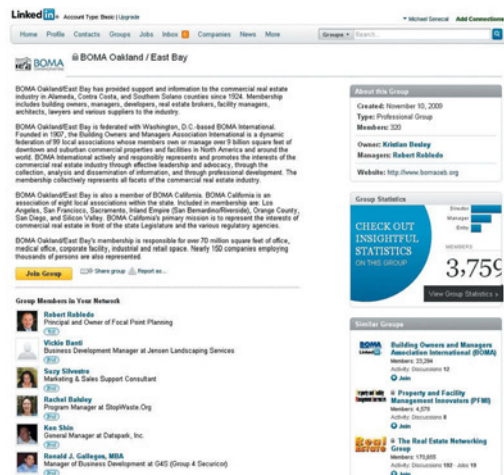 Linked in
Account Type: Basic | Upgrade
Michael Senecal Add Connections
Home Profile Contacts Groups Jobs Inbox Companies News More
Groups Search...
BOMA
BOMA Oakland / East Bay
BOMA Oakland/East Bay has provided support and information to the commercial real estate
industry in Alameda, Contra Costa, and Southern Solano counties since 1924. Membership
includes building owners, managers, developers, real estate brokers, facility managers,
architects, lawyers and various suppliers to the industry.
BOMA Oakland/East Bay is federated with Washington, D.C.-based BOMA International.
Founded in 1907, the Building Owners and Managers Association International is a dynamic
federation of 99 local associations whose members own or manage over 9 billion square feet of
downtown and suburban commercial properties and facilities in North America and around the
world. BOMA International actively and responsibly represents and promotes the interests of the
commercial real estate industry through effective leadership and advocacy, through the
collection, analysis and dissemination of information, and through professional development. The
membership collectively represents all facets of the commercial real estate industry.
BOMA Oakland/East Bay is also a member of BOMA California. BOMA California is an
association of eight local associations within the state. Included in membership are: Los
Angeles, San Francisco, Sacramento, Inland Empire (San Bernardino/Riverside), Orange County,
San Diego, and Silicon Valley. BOMA California's primary mission is to represent the interests of
commercial real estate in front of the state Legislature and the various regulatory agencies.
BOMA Oakland/East Bay's membership is responsible for over 70 million square feet of office,
medical office, corporate facility, industrial and retail space. Nearly 150 companies employing
thousands of persons are also represented.
Join Group Share group Report as...
Group Members in Your Network
Robert Robledo
Principal and Owner of Focal Point Planning
Vickie Banti
Business Development Manager at Jensen Landscaping Services
Suzy Silvestre
Marketing & Sales Support Consultant
Rachel Balsley
Program Manager at StopWaste.Org
Ken Shin
General Manager at Datapark, Inc.
Ronald J. Gallegos, MBA
Manager of Business Development at G4S (Group 4 Securicor)
About this Group
Created: November 10, 2009
Type: Professional Group
Members: 320
Owner: Kristian Bexley
Managers: Robert Robledo
Website: http://www.bomaoeb.org
Group Statistics
CHECK OUT
INSIGHTFUL
STATISTICS
ON THIS GROUP
Director
Manager
Entry
MEMBERS
3,759
View Group Statistics »
Similar Groups
BOMA
Building Owners and Managers
Association International (BOMA)
Members: 23,294
Activity: Discussions 12
Join
Property and Facility
Management Innovators (PFMI)
Members: 4,579
Activity: Discussions 8
Join
Real
Estate
The Real Estate Networking
Group
Members: 170,655
Activity: Discussions 192 · Jobs 19
Join